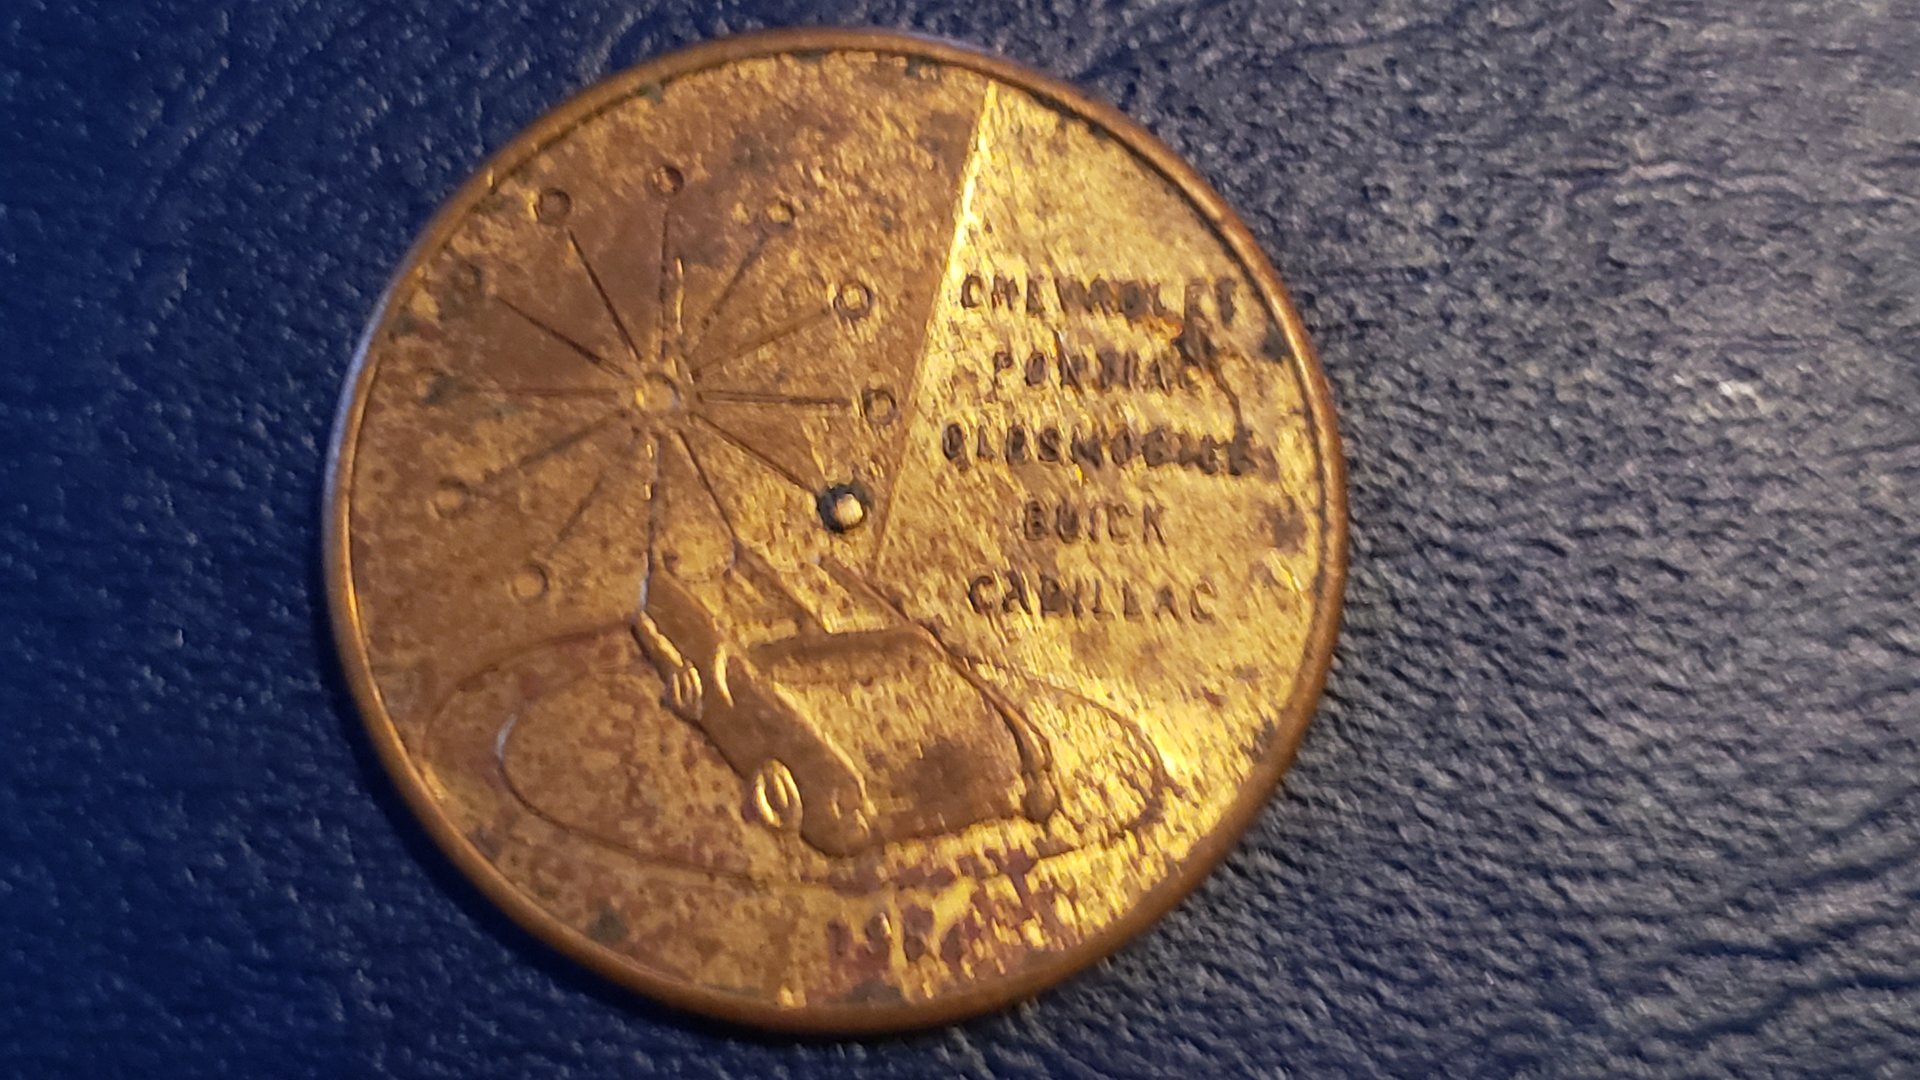 CHEVROLET
PONTIAC
OLDSMOBILE
BUICK
CADILLAC